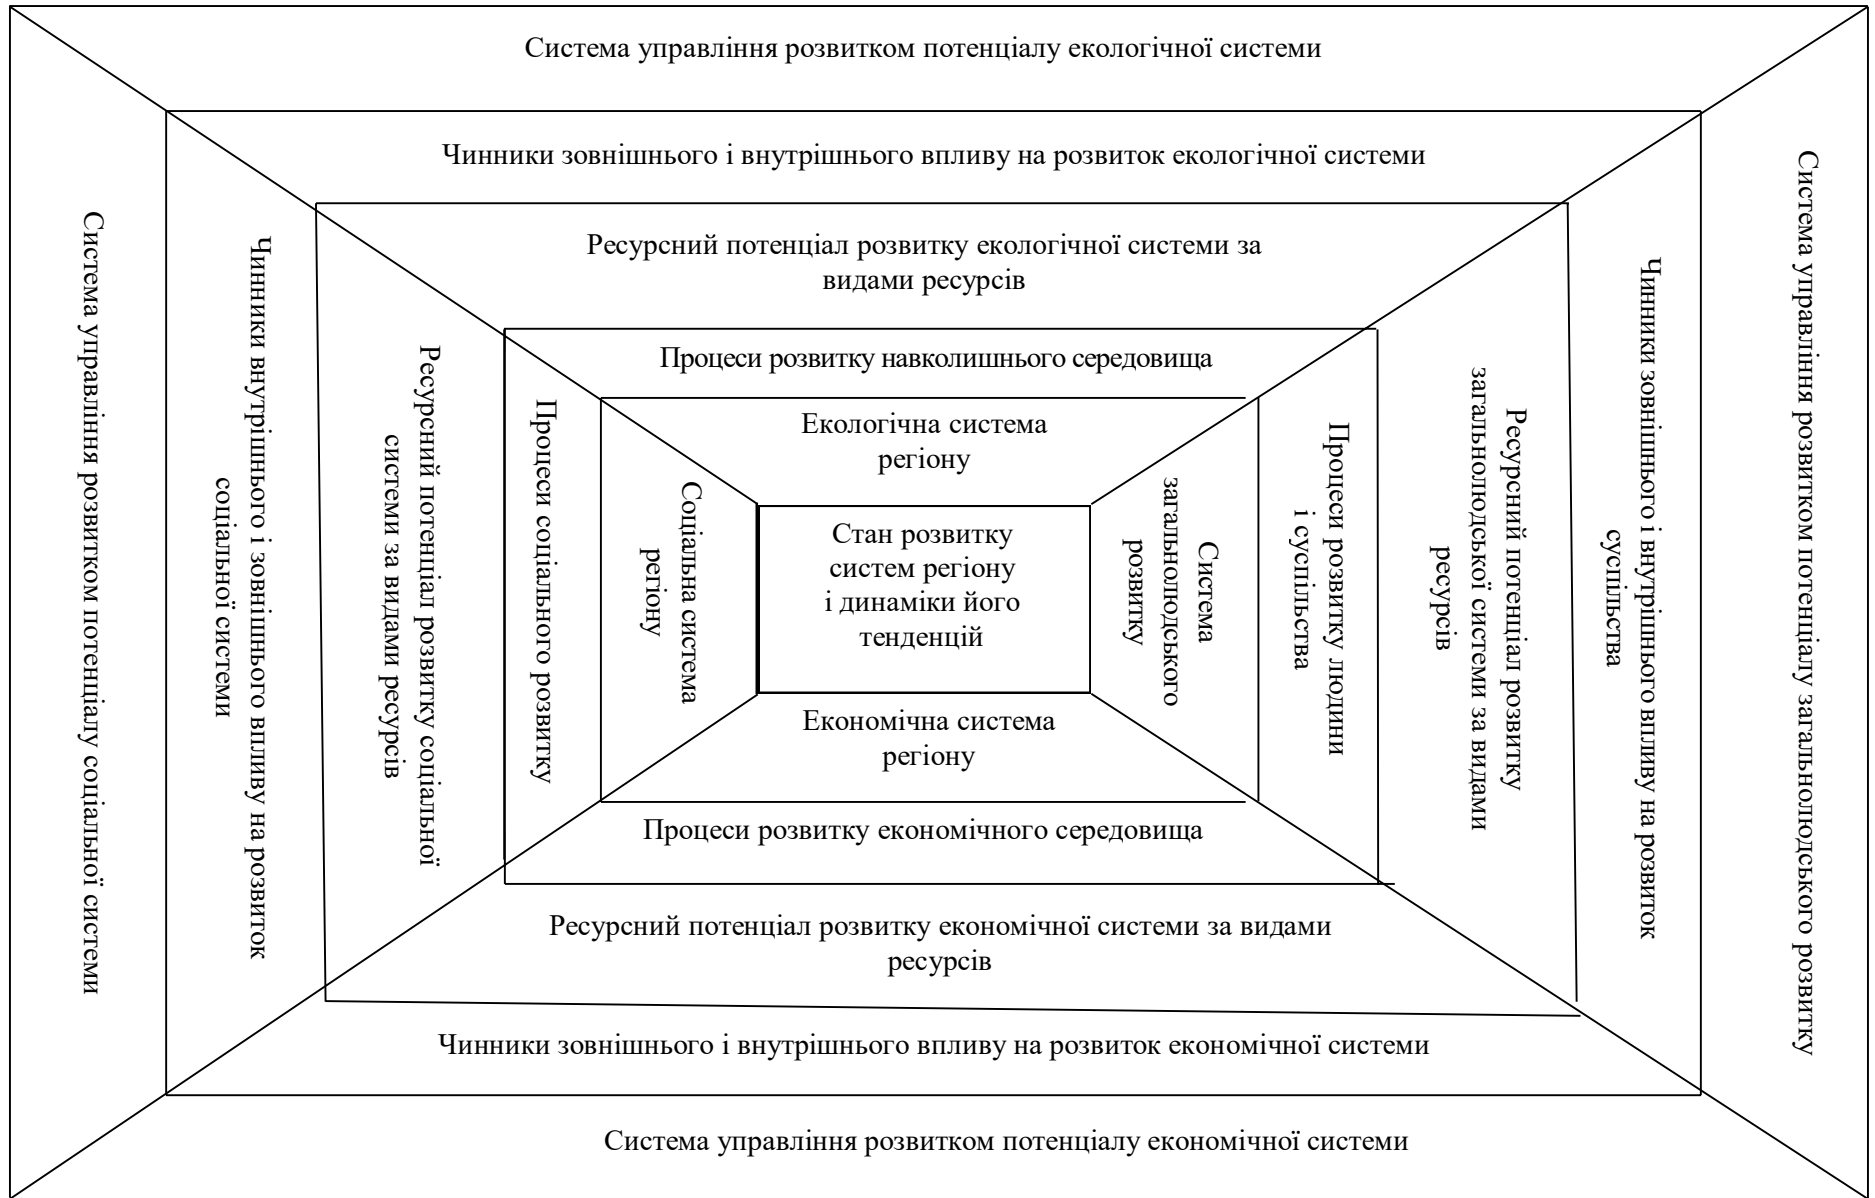 Система управління розвитком потенціалу екологічної системи
Чинники зовнішнього і внутрішнього впливу на розвиток екологічної системи
Ресурсний потенціал розвитку екологічної системи за
видами ресурсів
Процеси розвитку навколишнього середовища
Екологічна система
регіону
Система управління розвитком потенціалу соціальної системи
Чинники внутрішнього і зовнішнього впливу на розвиток
соціальної системи
Ресурсний потенціал розвитку соціальної
системи за видами ресурсів
Процеси соціального розвитку
Соціальна система
регіону
Стан розвитку
систем регіону
і динаміки його
тенденцій
Система
загальнолюдського
розвитку
Процеси розвитку людини
і суспільства
Ресурсний потенціал розвитку
загальнолюдської системи за видами
ресурсів
Чинники зовнішнього і внутрішнього впливу на розвиток
суспільства
Система управління розвитком потенціалу загальнолюдського розвитку
Економічна система
регіону
Процеси розвитку економічного середовища
Ресурсний потенціал розвитку економічної системи за видами
ресурсів
Чинники зовнішнього і внутрішнього впливу на розвиток економічної системи
Система управління розвитком потенціалу економічної системи